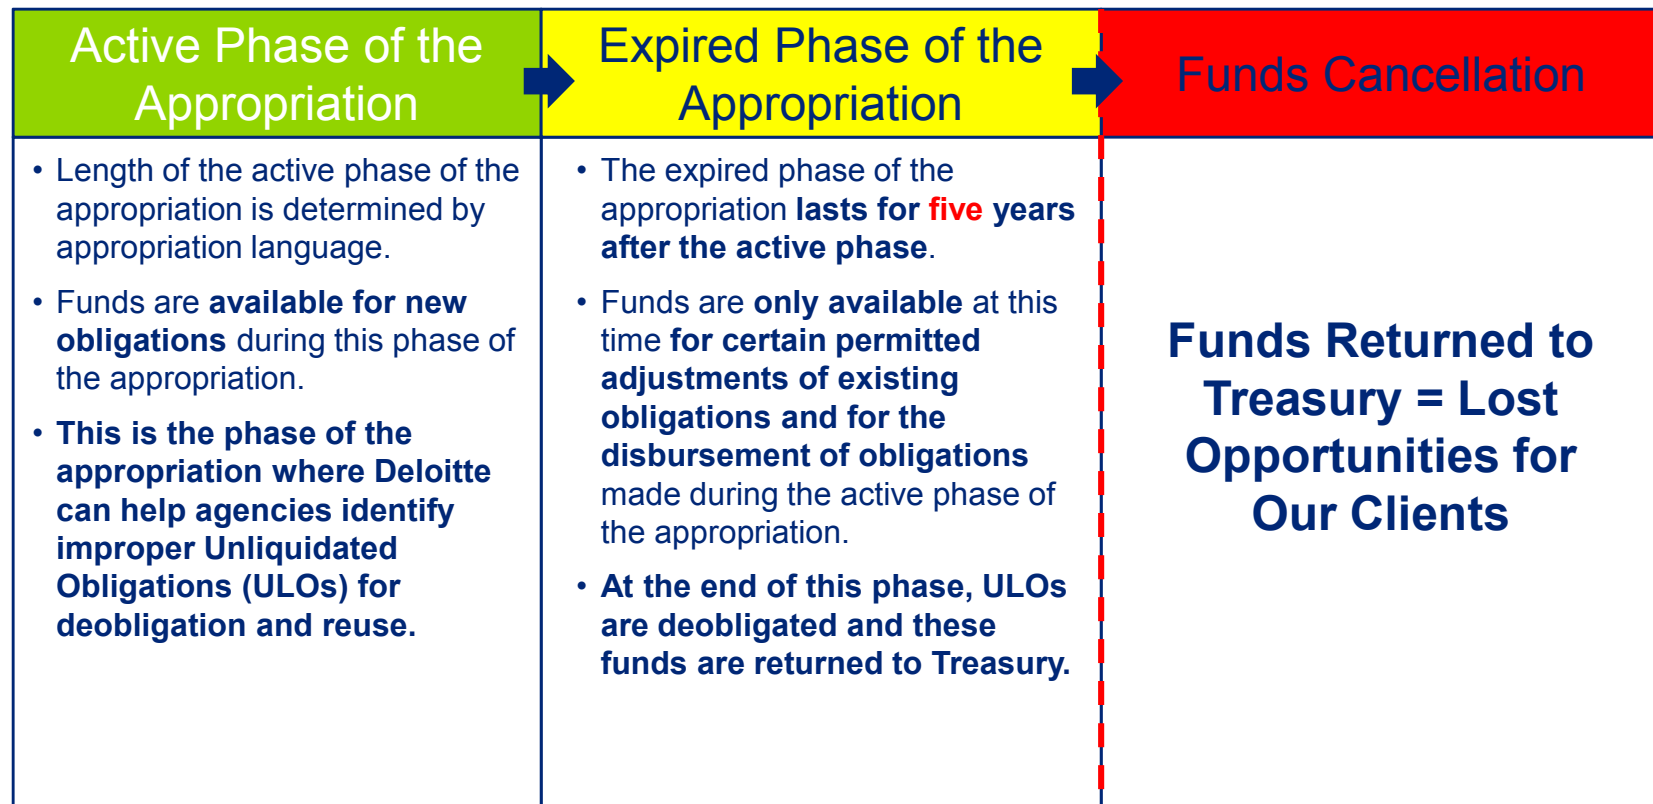 Active Phase of the
Appropriation
Expired Phase of the
Appropriation
Funds Cancellation
• Length of the active phase of the
appropriation is determined by
appropriation language.
• Funds are available for new
obligations during this phase of
the appropriation.
• This is the phase of the
appropriation where Deloitte
can help agencies identify
improper Unliquidated
Obligations (ULOs) for
deobligation and reuse.
• The expired phase of the
appropriation lasts for five years
after the active phase.
• Funds are only available at this
time for certain permitted
adjustments of existing
obligations and for the
disbursement of obligations
made during the active phase of
the appropriation.
• At the end of this phase, ULOs
are deobligated and these
funds are returned to Treasury.
Funds Returned to
Treasury = Lost
Opportunities for
Our Clients